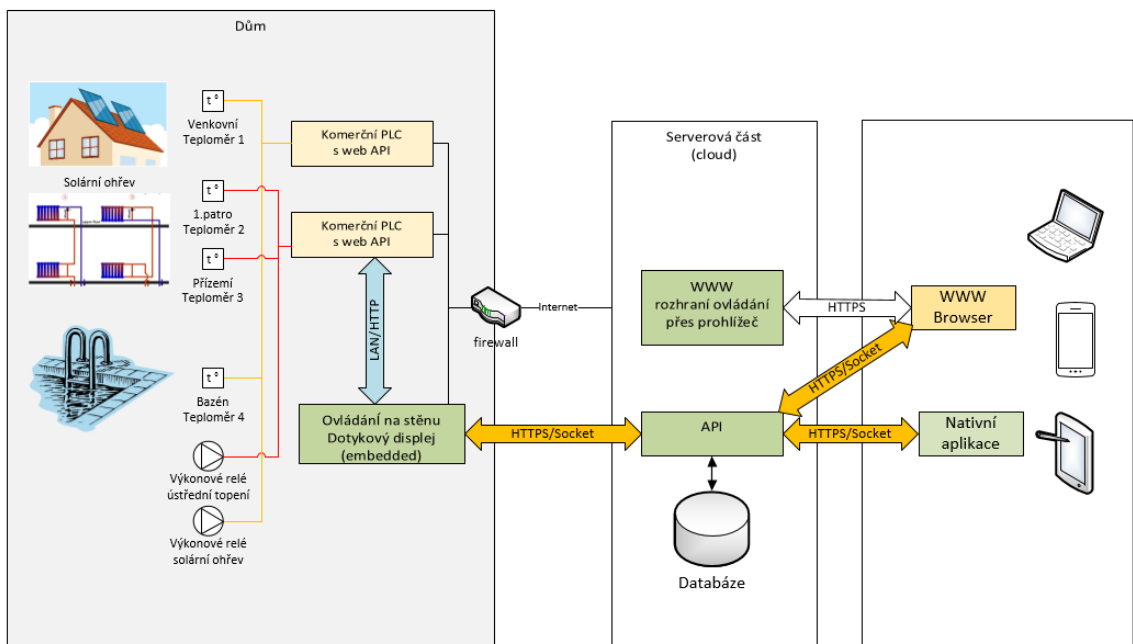 Dům
t°
Venkovní
Teploměr 1
Solární ohřev
t°
1.patro
Teploměr 2
t°
Přízemí
Teploměr 3
t°
Bazén
Teploměr 4
Výkonové relé
ústřední topení
Výkonové relé
solární ohřev
Komerční PLC
s web API
Komerční PLC
s web API
LAN/HTTP
Ovládání na stěnu
Dotykový displej
(embedded)
firewall
Internet
HTTPS/Socket
Serverová část
(cloud)
WWW
rozhraní ovládání
přes prohlížeč
API
Databáze
HTTPS
HTTPS/Socket
HTTPS/Socket
WWW
Browser
Nativní
aplikace